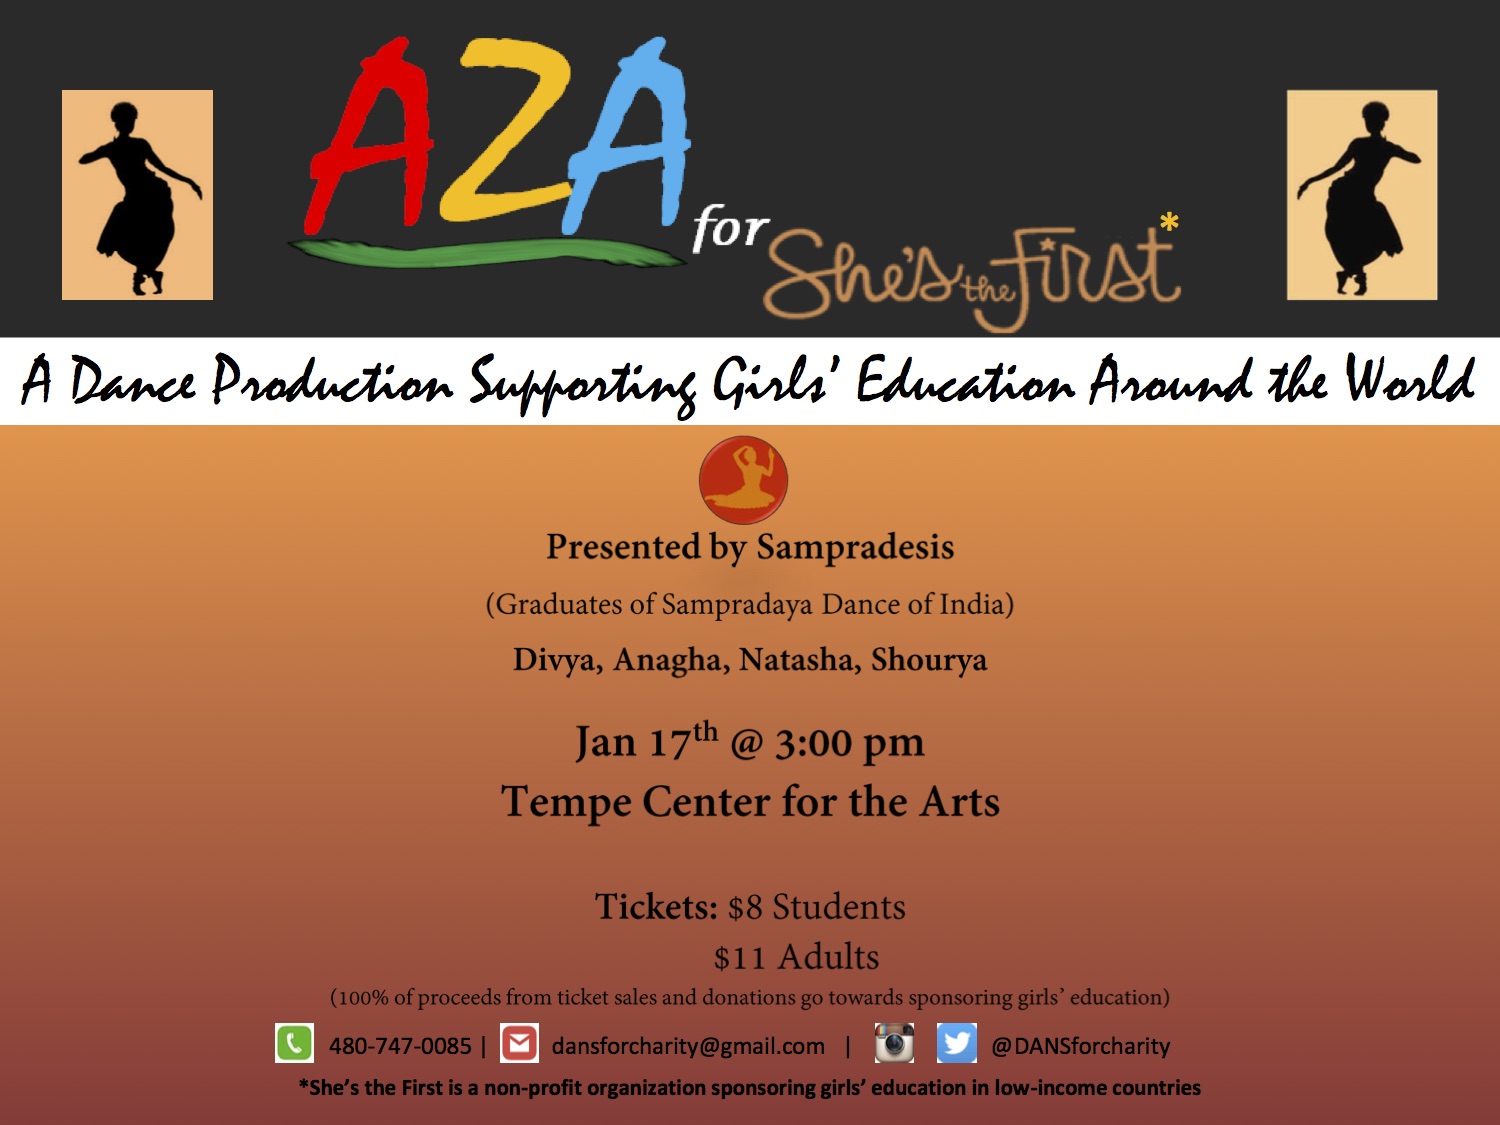 AZA for She's the First*
A Dance Production Supporting Girls’ Education Around the World
Presented by Sampradesis
(Graduates of Sampradaya Dance of India)
Divya, Anagha, Natasha, Shourya
Jan 17th @ 3:00 pm
Tempe Center for the Arts
Tickets: $8 Students
$11 Adults
(100% of proceeds from ticket sales and donations go towards sponsoring girls’ education)
480-747-0085 | dansforcharity@gmail.com | @DANSforcharity
*She’s the First is a non-profit organization sponsoring girls’ education in low-income countries